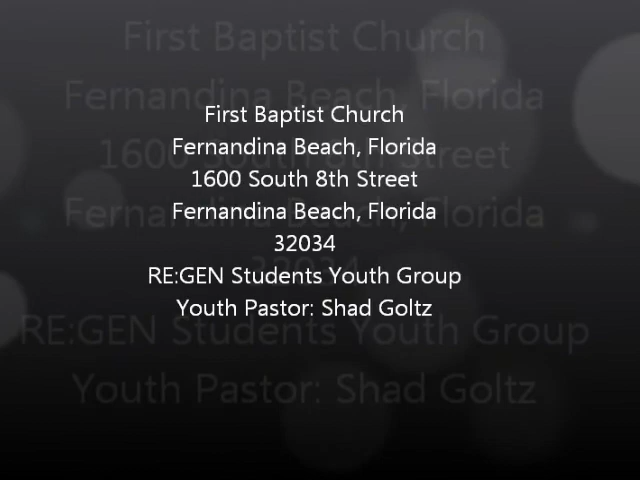 First Baptist Church
Fernandina Beach, Florida
1600 South 8th Street
Fernandina Beach, Florida
32034
RE:GEN Students Youth Group
Youth Pastor: Shad Goltz